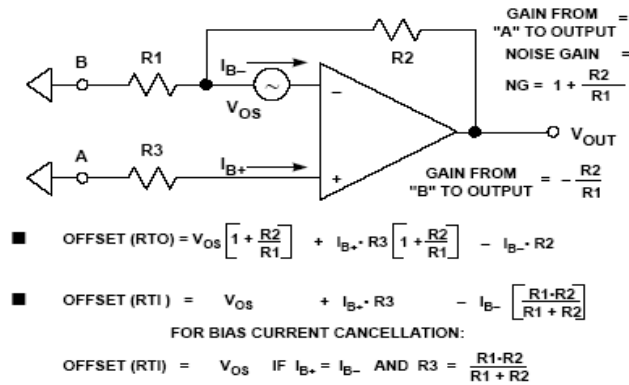 GAIN FROM
"A" TO OUTPUT =
NOISE GAIN =
NG = 1 + R2/R1
B
R1
I_B–
V_OS
~
R2
–
+
V_OUT
A
R3
I_B+
GAIN FROM
"B" TO OUTPUT = – R2/R1
■ OFFSET (RTO) = V_OS [1 + R2/R1] + I_B+• R3 [1 + R2/R1] – I_B–• R2
■ OFFSET (RTI ) = V_OS + I_B+• R3 – I_B– [R1•R2/R1 + R2]
FOR BIAS CURRENT CANCELLATION:
OFFSET (RTI) = V_OS IF I_B+ = I_B– AND R3 = R1•R2/R1 + R2